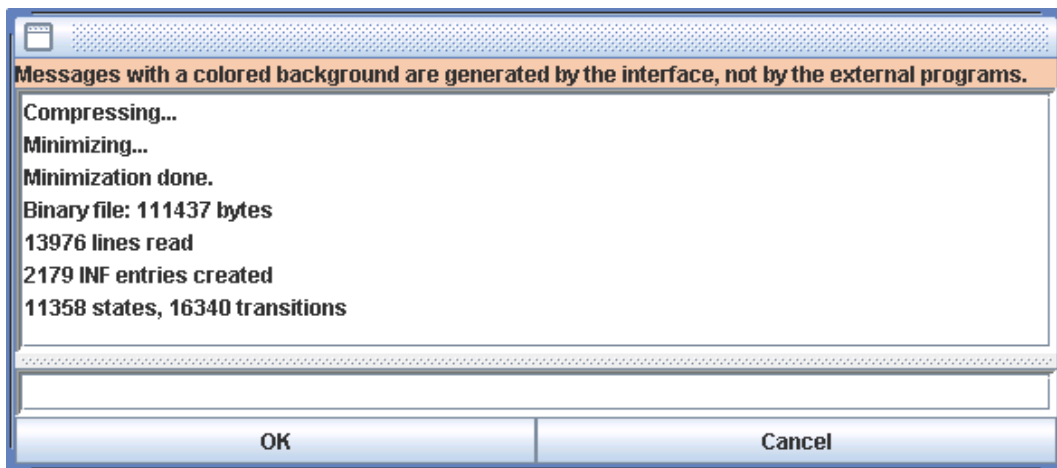 Messages with a colored background are generated by the interface, not by the external programs.
Compressing...
Minimizing...
Minimization done.
Binary file: 111437 bytes
13976 lines read
2179 INF entries created
11358 states, 16340 transitions
OK Cancel